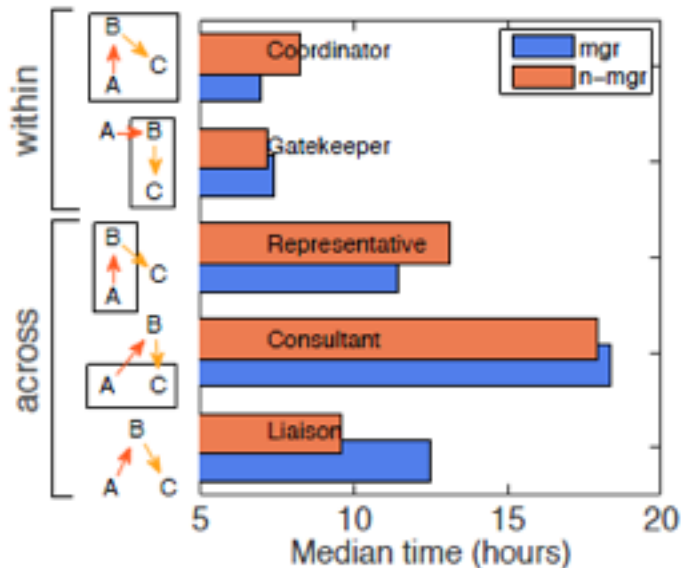 within
B
C
A
Coordinator
mgr
n-mgr
A B
C
Gatekeeper
across
B
C
A
Representative
B
A C
Consultant
B
A C
Liaison
5 10 15 20
Median time (hours)